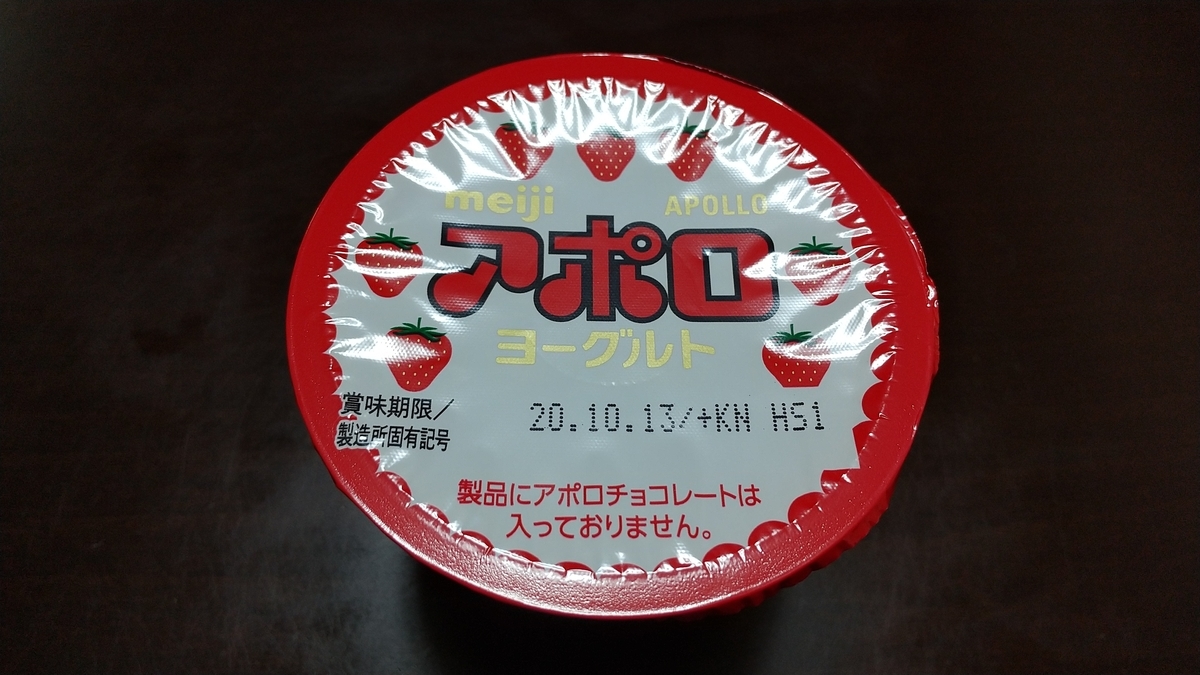 meiji APOLLO
アポロ
ヨーグルト
賞味期限/
製造所固有記号
20.10.13/+KN HS1
製品にアポロチョコレートは
入っておりません。